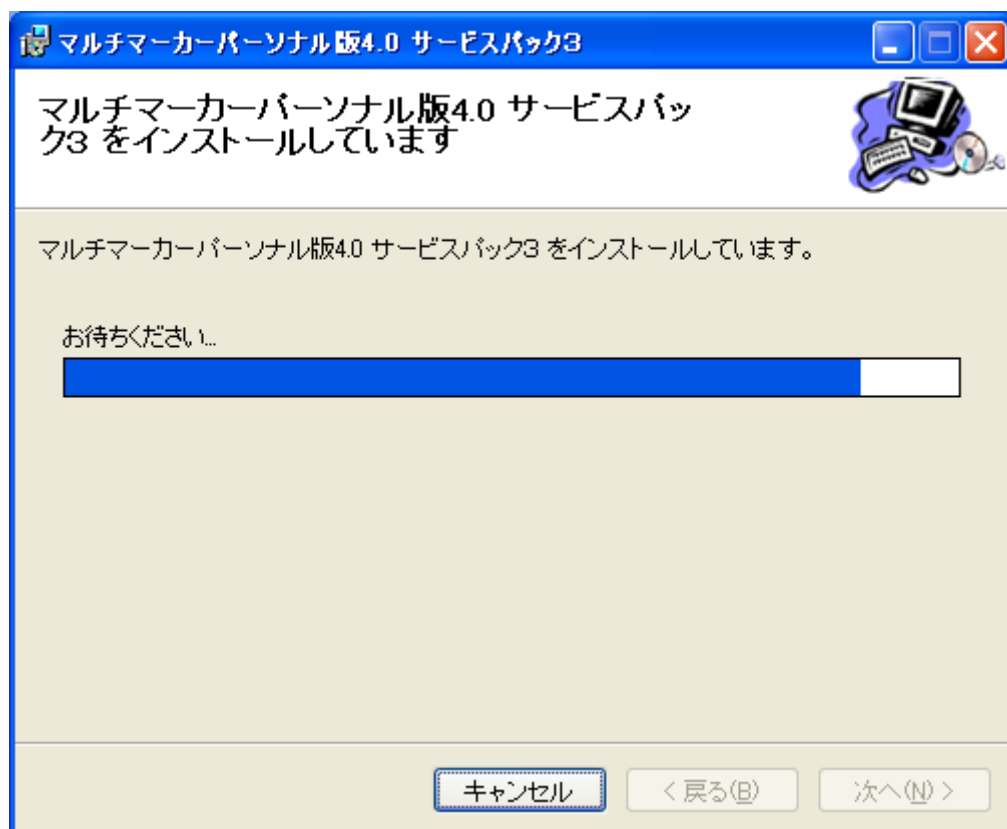 マルチマーカーパーソナル版4.0 サービスパック3
マルチマーカーパーソナル版4.0 サービスパッ
ク3 をインストールしています
マルチマーカーパーソナル版4.0 サービスパック3 をインストールしています。
お待ちください...
キャンセル
< 戻る(B)
次へ(N) >